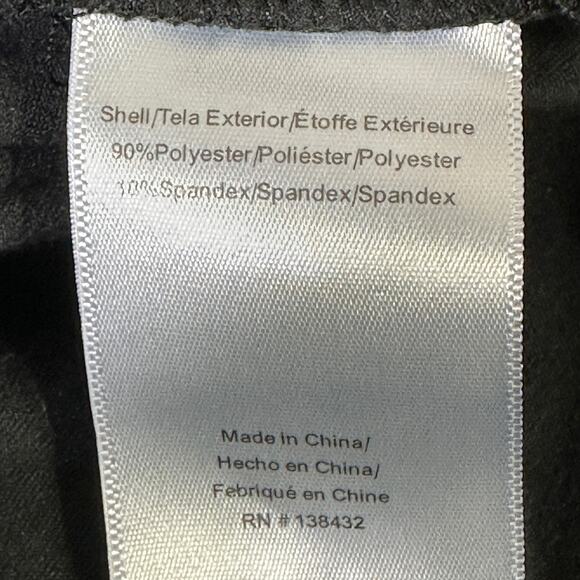 Shell/Tela Exterior/Étoffe Extérieure
90%Polyester/Poliéster/Polyester
10%Spandex/Spandex/Spandex
Made in China/
Hecho en China/
Fabriqué en Chine
RN # 138432